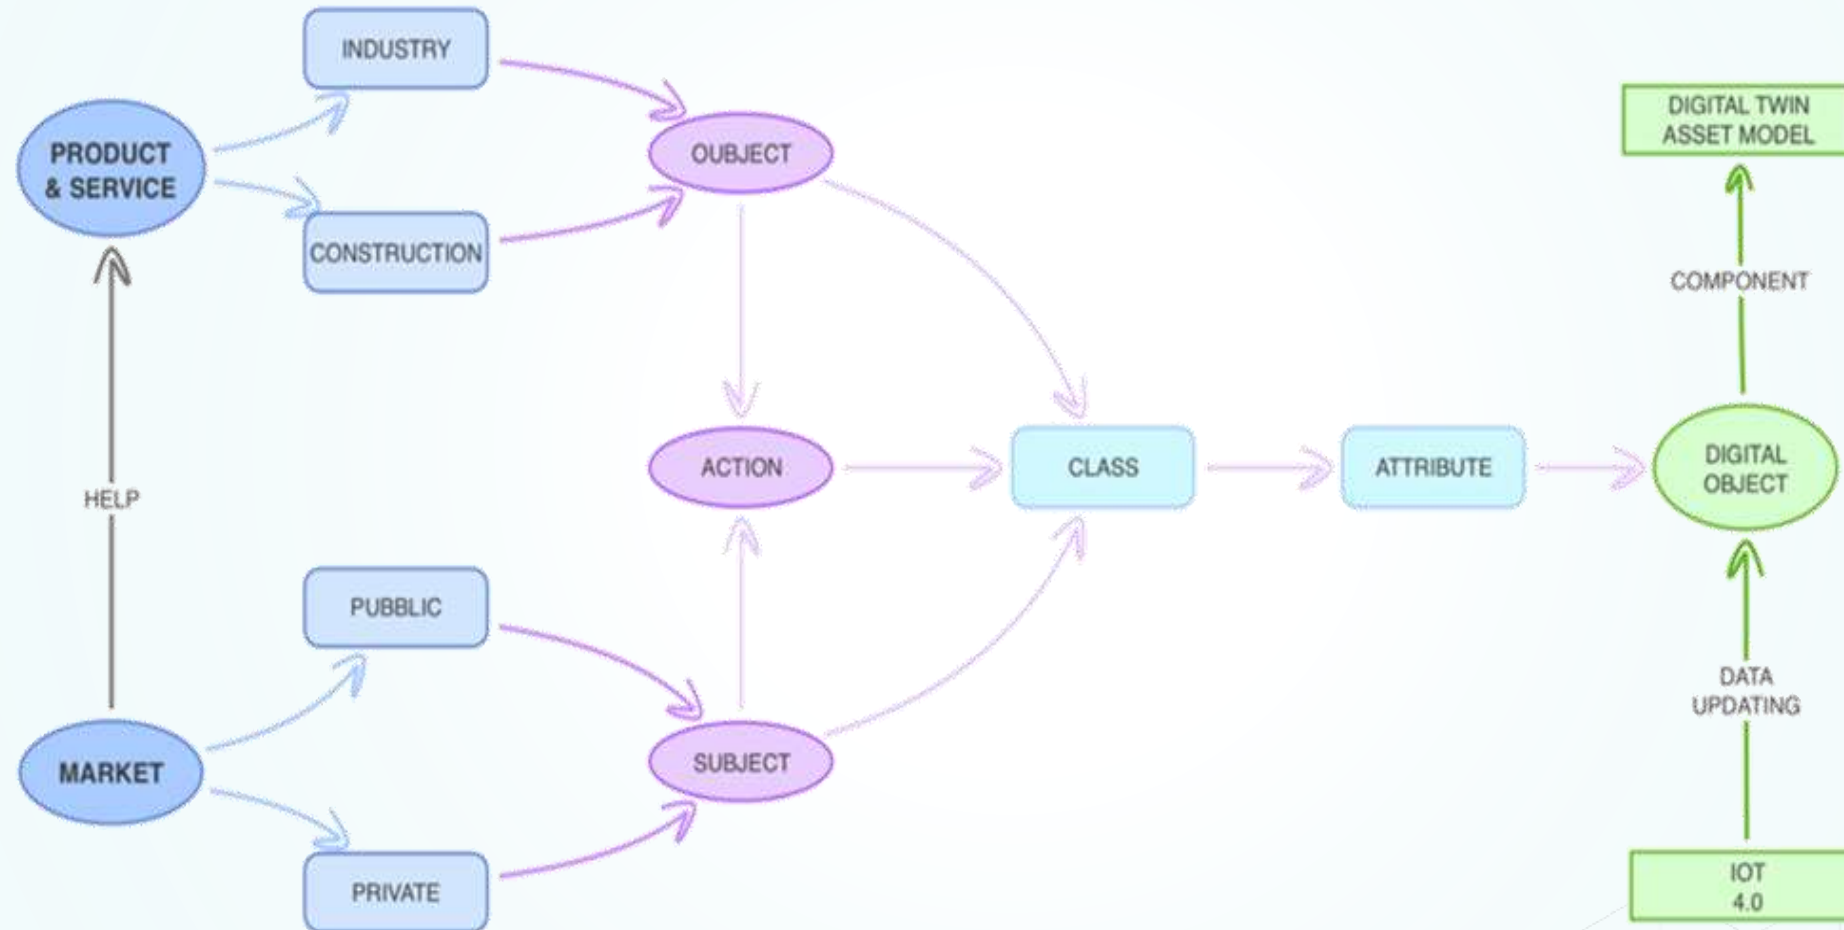 INDUSTRY
DIGITAL TWIN
ASSET MODEL
PRODUCT
& SERVICE
OUBJECT
CONSTRUCTION
COMPONENT
HELP
ACTION
CLASS
ATTRIBUTE
DIGITAL
OBJECT
PUBBLIC
DATA
UPDATING
MARKET
SUBJECT
PRIVATE
IOT
4.0